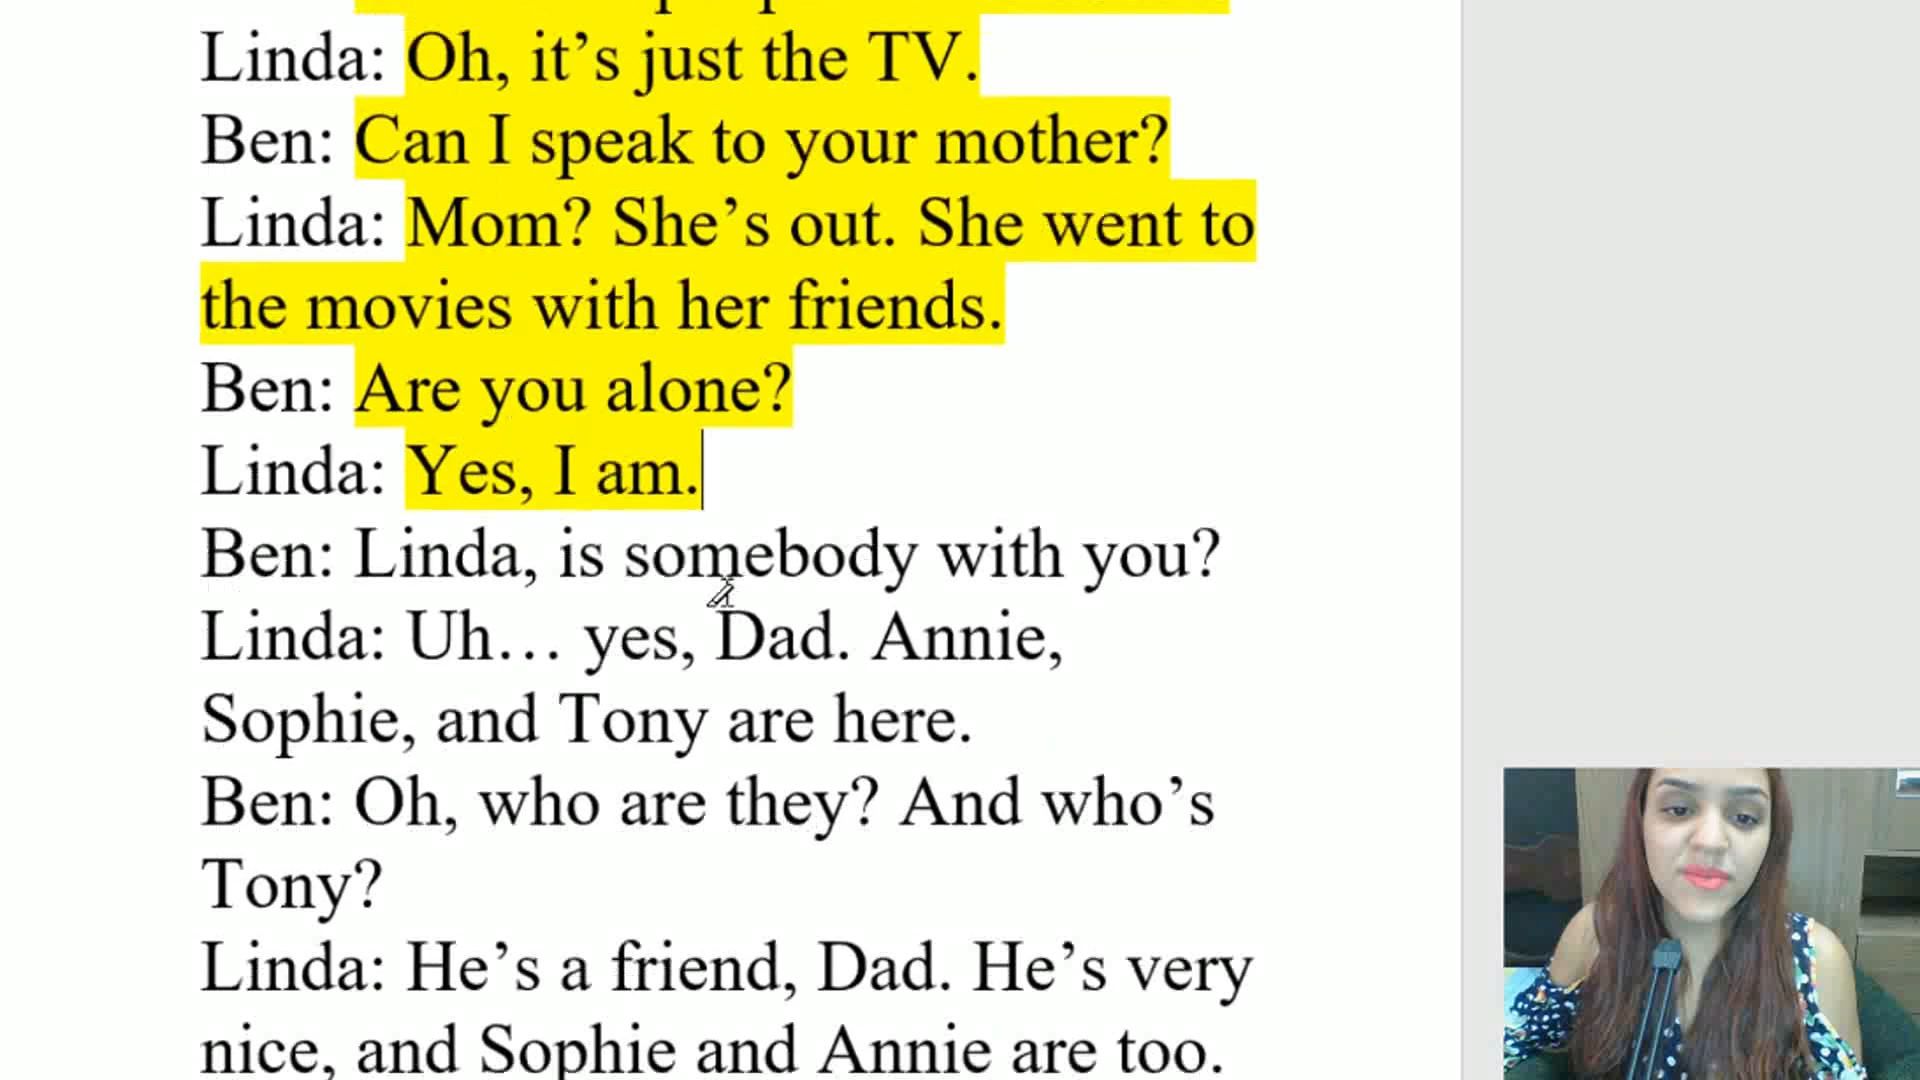 Linda: Oh, it’s just the TV.
Ben: Can I speak to your mother?
Linda: Mom? She’s out. She went to
the movies with her friends.
Ben: Are you alone?
Linda: Yes, I am.
Ben: Linda, is somebody with you?
Linda: Uh… yes, Dad. Annie,
Sophie, and Tony are here.
Ben: Oh, who are they? And who’s
Tony?
Linda: He’s a friend, Dad. He’s very
nice, and Sophie and Annie are too.